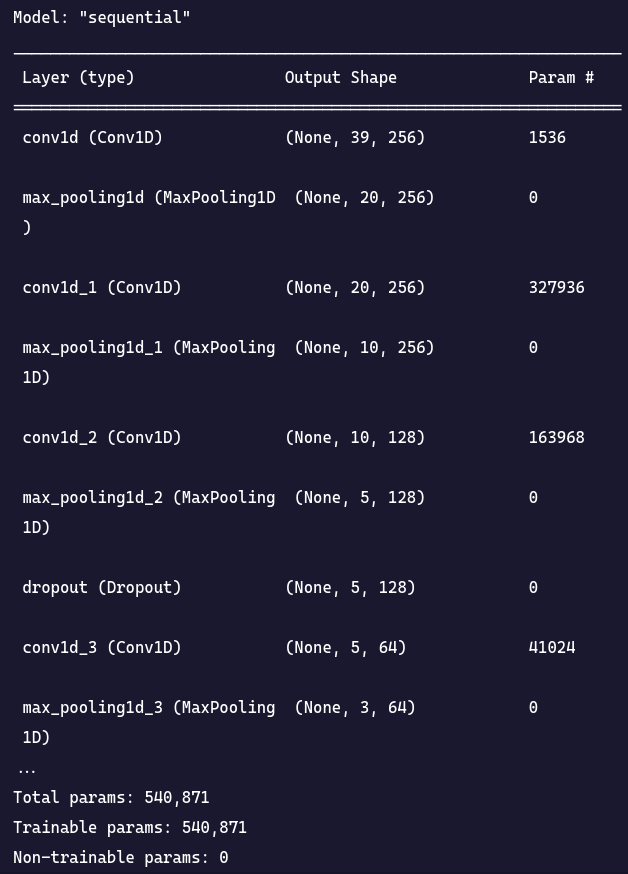 Model: "sequential"
Layer (type) Output Shape Param #
conv1d (Conv1D) (None, 39, 256) 1536
max_pooling1d (MaxPooling1D (None, 20, 256) 0
)
conv1d_1 (Conv1D) (None, 20, 256) 327936
max_pooling1d_1 (MaxPooling (None, 10, 256) 0
1D)
conv1d_2 (Conv1D) (None, 10, 128) 163968
max_pooling1d_2 (MaxPooling (None, 5, 128) 0
1D)
dropout (Dropout) (None, 5, 128) 0
conv1d_3 (Conv1D) (None, 5, 64) 41024
max_pooling1d_3 (MaxPooling (None, 3, 64) 0
1D)
...
Total params: 540,871
Trainable params: 540,871
Non-trainable params: 0